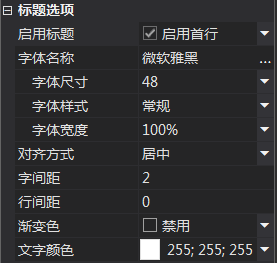 标题选项
启用标题 启用首行
字体名称 微软雅黑 ...
字体尺寸 48
字体样式 常规
字体宽度 100%
对齐方式 居中
字间距 2
行间距 0
渐变色 禁用
文字颜色 255; 255; 255